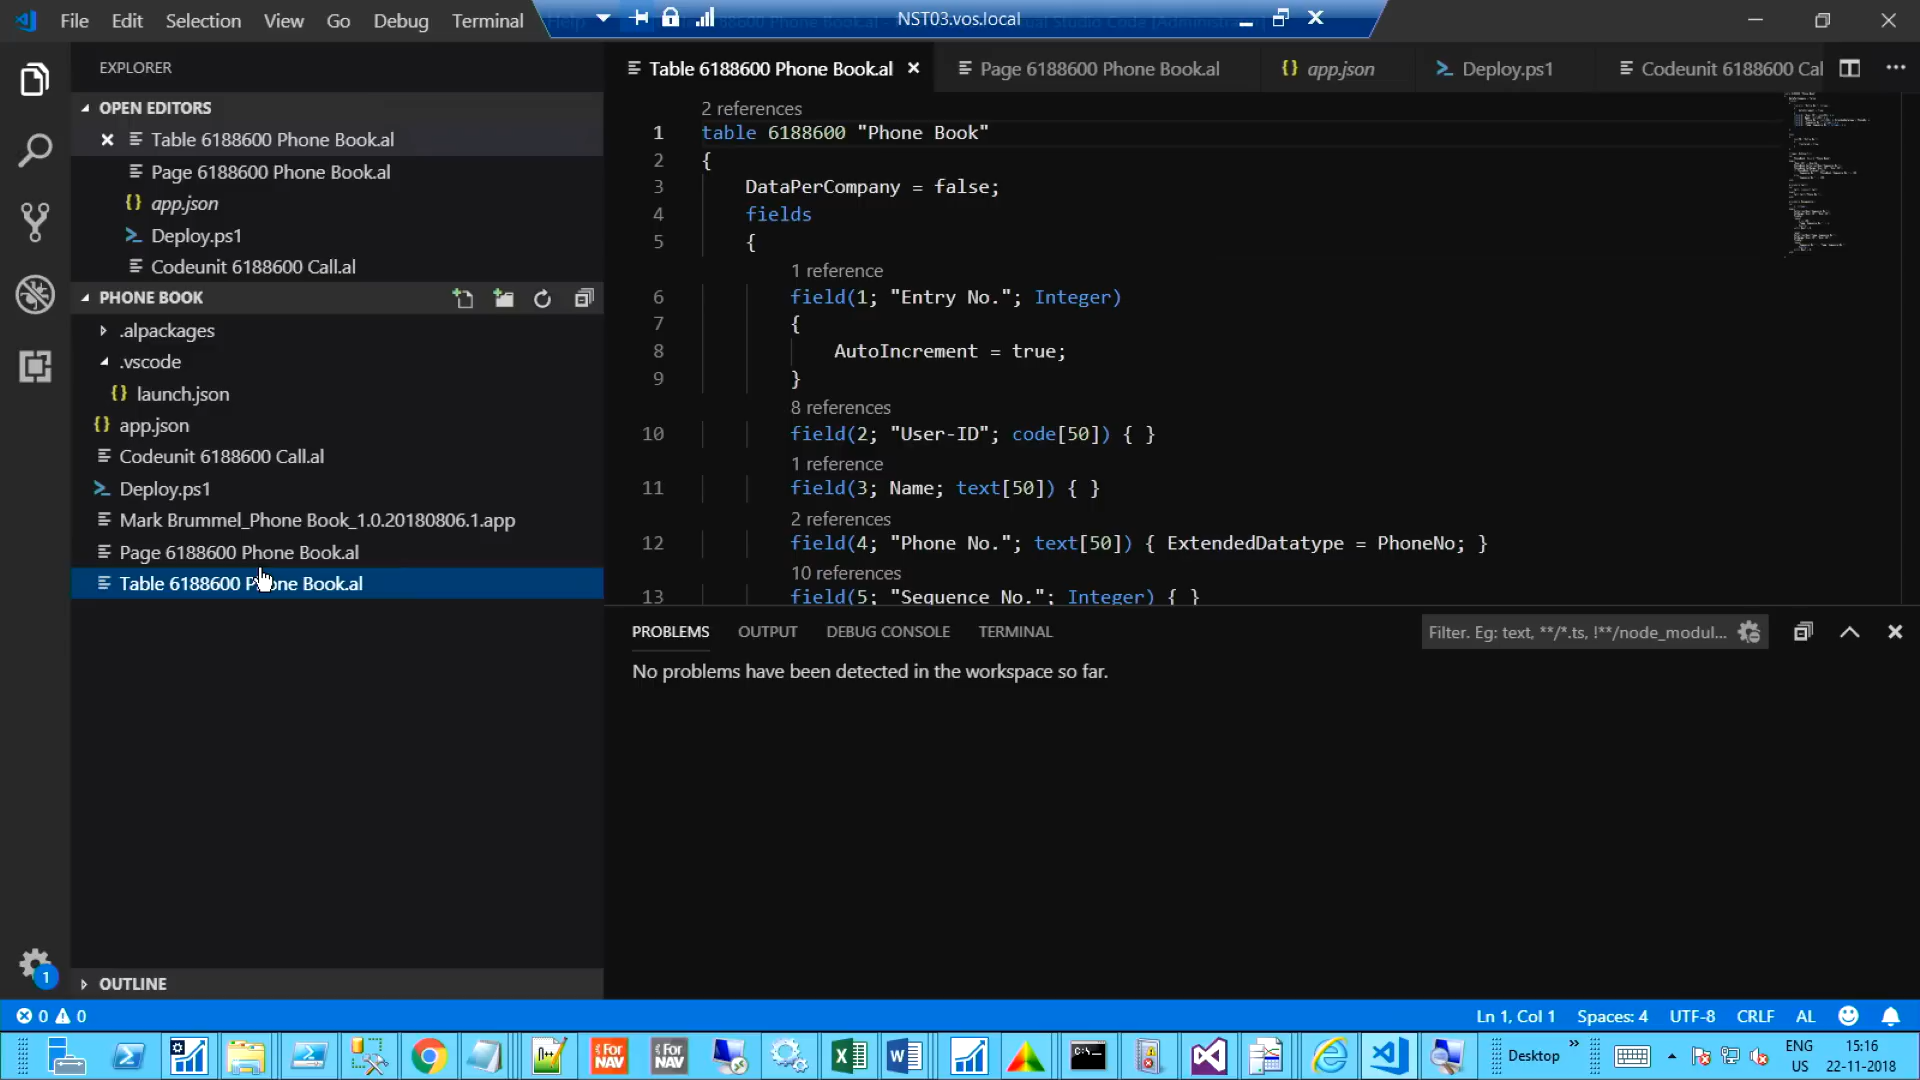 File Edit Selection View Go Debug Terminal
NST03.vos.local
EXPLORER
OPEN EDITORS
Table 6188600 Phone Book.al
Page 6188600 Phone Book.al
app.json
Deploy.ps1
Codeunit 6188600 Call.al
PHONE BOOK
.alpackages
.vscode
launch.json
app.json
Codeunit 6188600 Call.al
Deploy.ps1
Mark Brummel_Phone Book_1.0.20180806.1.app
Page 6188600 Phone Book.al
Table 6188600 Phone Book.al
OUTLINE
Table 6188600 Phone Book.al Page 6188600 Phone Book.al app.json Deploy.ps1 Codeunit 6188600 Cal
2 references
1 table 6188600 "Phone Book"
2 {
3 DataPerCompany = false;
4 fields
5 {
1 reference
6 field(1; "Entry No."; Integer)
7 {
8 AutoIncrement = true;
9 }
8 references
10 field(2; "User-ID"; code[50]) { }
1 reference
11 field(3; Name; text[50]) { }
2 references
12 field(4; "Phone No."; text[50]) { ExtendedDatatype = PhoneNo; }
10 references
13 field(5; "Sequence No."; Integer) { }
PROBLEMS OUTPUT DEBUG CONSOLE TERMINAL
Filter. Eg: text, **/*.ts, !**/node_modul...
No problems have been detected in the workspace so far.
1
0 0
Ln 1, Col 1 Spaces: 4 UTF-8 CRLF AL
For NAV
For NAV
Desktop
ENG
US
15:16
22-11-2018